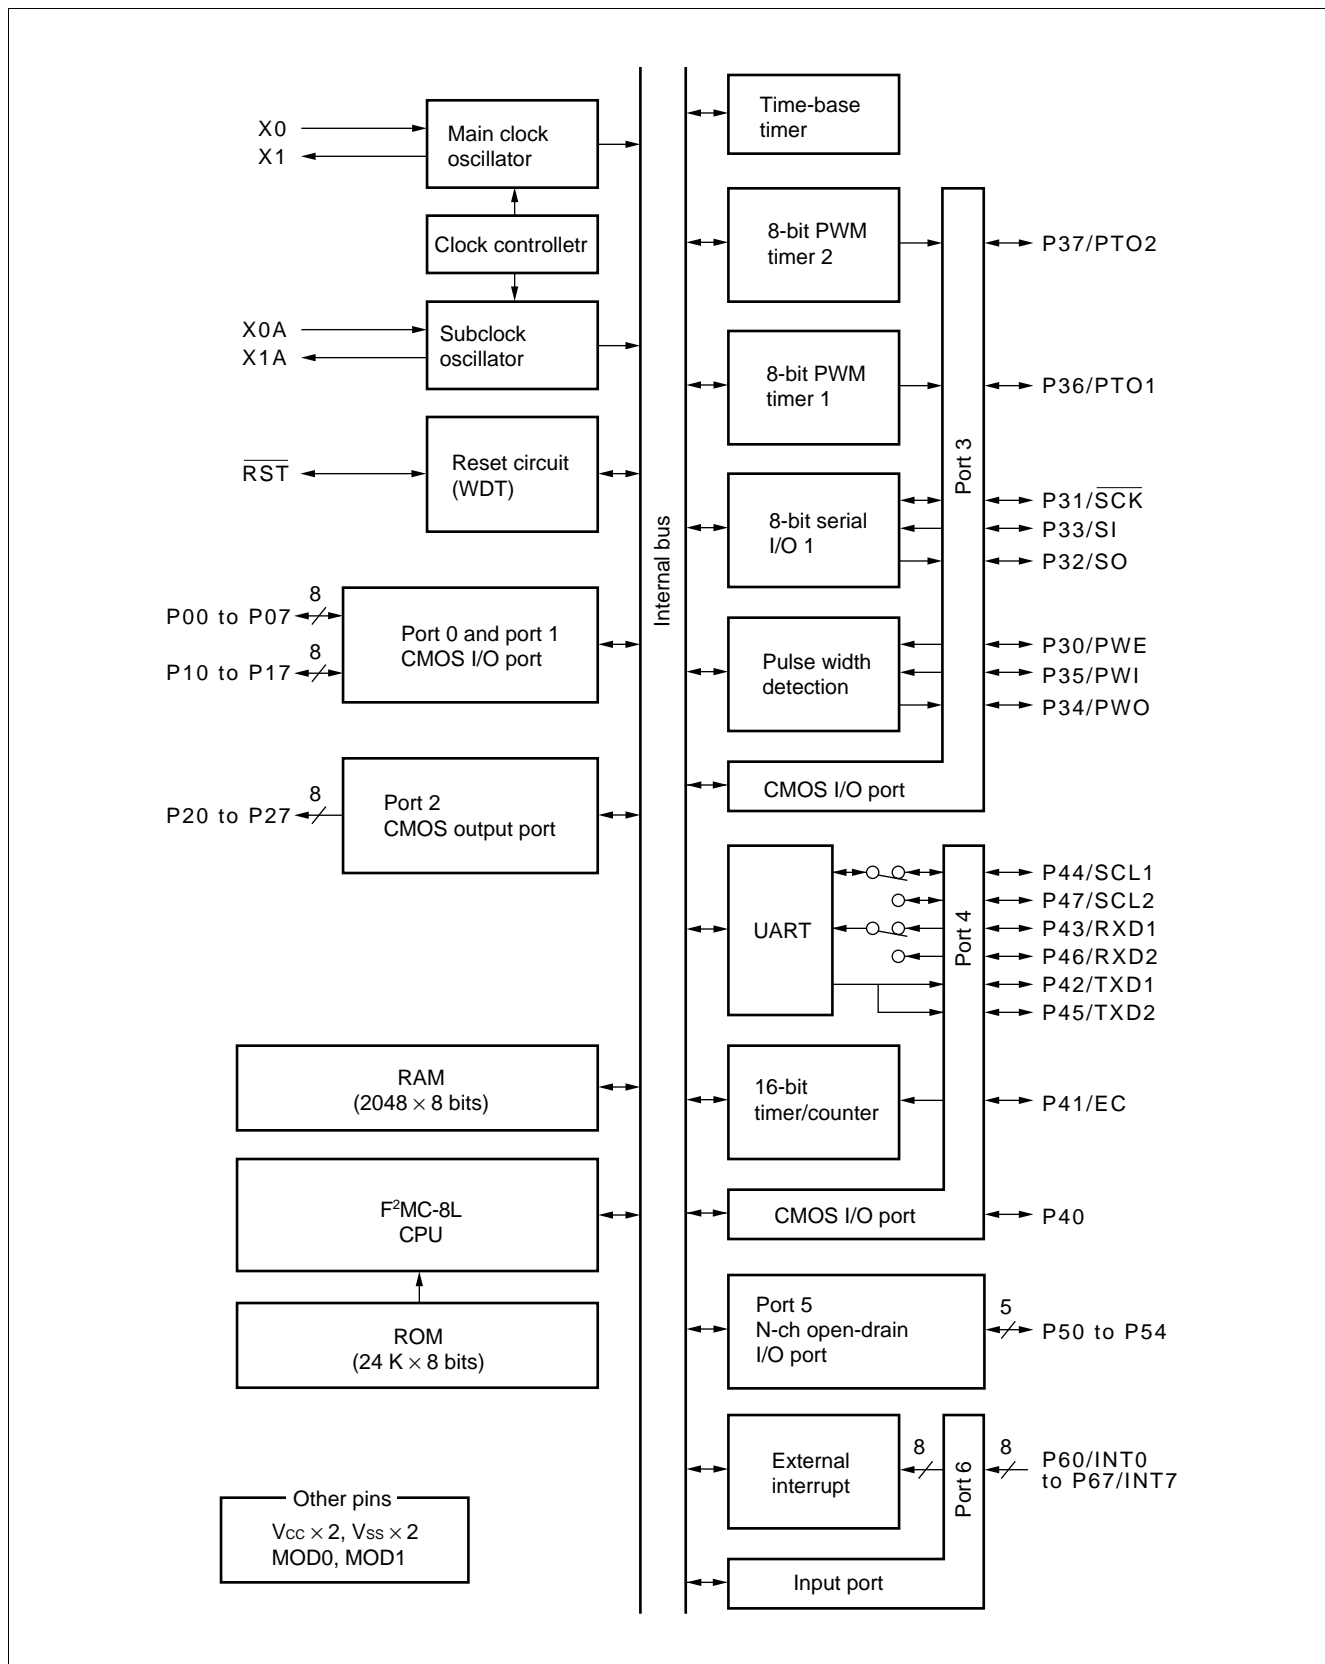 X0
X1
Main clock
oscillator
Clock controlletr
X0A
X1A
Subclock
oscillator
RST
Reset circuit
(WDT)
P00 to P07
8
P10 to P17
8
Port 0 and port 1
CMOS I/O port
P20 to P27
8
Port 2
CMOS output port
RAM
(2048 × 8 bits)
F²MC-8L
CPU
ROM
(24 K × 8 bits)
Other pins
Vcc × 2, Vss × 2
MOD0, MOD1
Internal bus
Time-base
timer
8-bit PWM
timer 2
8-bit PWM
timer 1
8-bit serial
I/O 1
Pulse width
detection
CMOS I/O port
Port 3
P37/PTO2
P36/PTO1
P31/SCK
P33/SI
P32/SO
P30/PWE
P35/PWI
P34/PWO
UART
16-bit
timer/counter
CMOS I/O port
Port 4
P44/SCL1
P47/SCL2
P43/RXD1
P46/RXD2
P42/TXD1
P45/TXD2
P41/EC
P40
Port 5
N-ch open-drain
I/O port
5
P50 to P54
External
interrupt
8
Port 6
8
P60/INT0
to P67/INT7
Input port